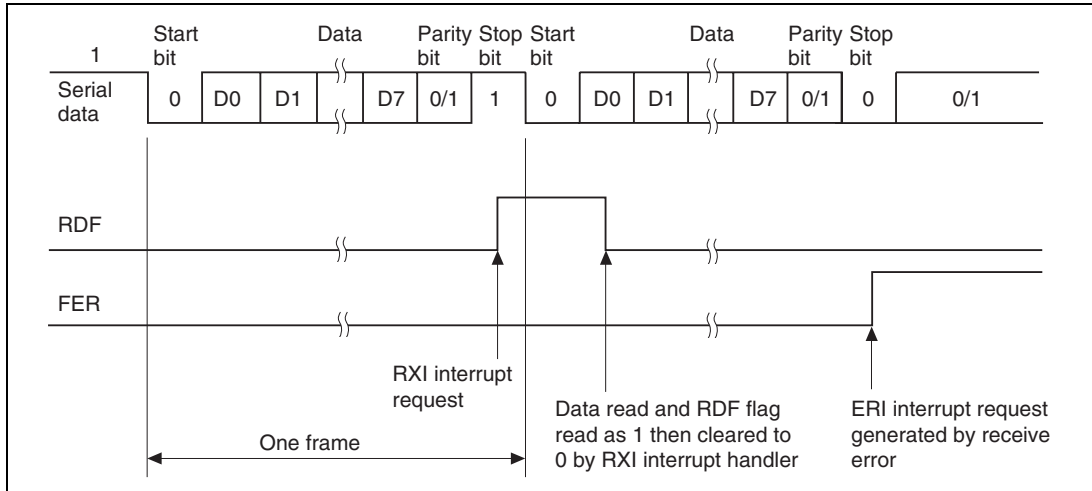 Start Data Parity Stop Start Data Parity Stop
1 bit bit bit bit bit bit
Serial data 0 D0 D1 D7 0/1 1 0 D0 D1 D7 0/1 0 0/1
RDF
FER
RXI interrupt
request
Data read and RDF flag
read as 1 then cleared to
0 by RXI interrupt handler
ERI interrupt request
generated by receive
error
One frame